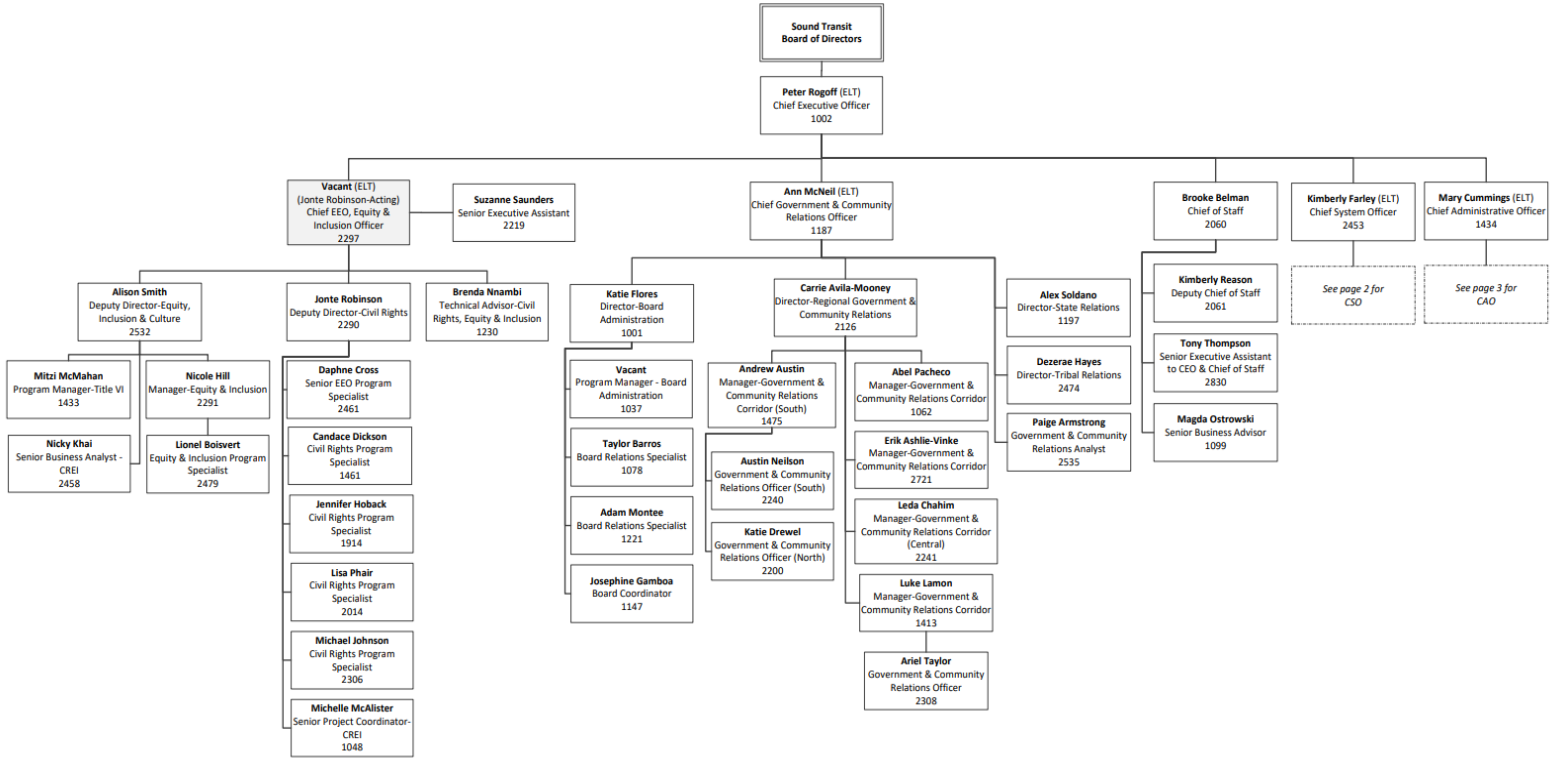 Sound Transit
Board of Directors
Peter Rogoff (ELT)
Chief Executive Officer
1002
Vacant (ELT)
(Jonte Robinson-Acting)
Chief EEO, Equity &
Inclusion Officer
2297
Suzanne Saunders
Senior Executive Assistant
2219
Ann McNeil (ELT)
Chief Government & Community
Relations Officer
1187
Brooke Belman
Chief of Staff
2060
Kimberly Farley (ELT)
Chief System Officer
2453
Mary Cummings (ELT)
Chief Administrative Officer
1434
Alison Smith
Deputy Director-Equity,
Inclusion & Culture
2532
Jonte Robinson
Deputy Director-Civil Rights
2290
Brenda Nnambi
Technical Advisor-Civil
Rights, Equity & Inclusion
1230
Mitzi McMahan
Program Manager-Title VI
1433
Nicole Hill
Manager-Equity & Inclusion
2291
Nicky Khai
Senior Business Analyst -
CREI
2458
Lionel Boisvert
Equity & Inclusion Program
Specialist
2479
Daphne Cross
Senior EEO Program
Specialist
2461
Candace Dickson
Civil Rights Program
Specialist
1461
Jennifer Hoback
Civil Rights Program
Specialist
1914
Lisa Phair
Civil Rights Program
Specialist
2014
Michael Johnson
Civil Rights Program
Specialist
2306
Michelle McAlister
Senior Project Coordinator-
CREI
1048
Katie Flores
Director-Board
Administration
1001
Vacant
Program Manager - Board
Administration
1037
Taylor Barros
Board Relations Specialist
1078
Adam Montee
Board Relations Specialist
1221
Josephine Gamboa
Board Coordinator
1147
Carrie Avila-Mooney
Director-Regional Government &
Community Relations
2126
Andrew Austin
Manager-Government &
Community Relations
Corridor (South)
1475
Austin Neilson
Government & Community
Relations Officer (South)
2240
Katie Drewel
Government & Community
Relations Officer (North)
2200
Abel Pacheco
Manager-Government &
Community Relations Corridor
1062
Erik Ashlie-Vinke
Manager-Government &
Community Relations Corridor
2721
Leda Chahim
Manager-Government &
Community Relations Corridor
(Central)
2241
Luke Lamon
Manager-Government &
Community Relations Corridor
1413
Ariel Taylor
Government & Community
Relations Officer
2308
Alex Soldano
Director-State Relations
1197
Dezerae Hayes
Director-Tribal Relations
2474
Paige Armstrong
Government & Community
Relations Analyst
2535
Kimberly Reason
Deputy Chief of Staff
2061
Tony Thompson
Senior Executive Assistant
to CEO & Chief of Staff
2830
Magda Ostrowski
Senior Business Advisor
1099
See page 2 for
CSO
See page 3 for
CAO